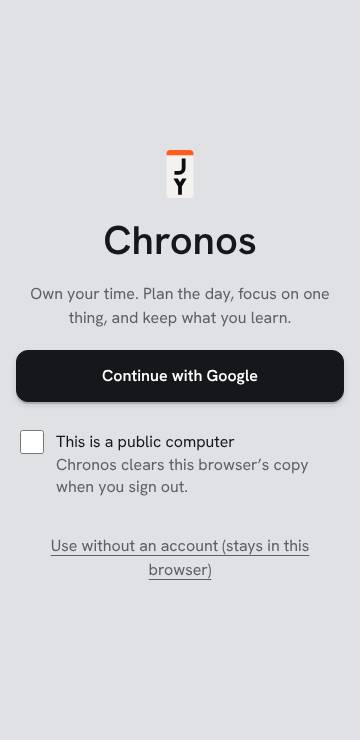 J
Y
Chronos
Own your time. Plan the day, focus on one
thing, and keep what you learn.
Continue with Google
This is a public computer
Chronos clears this browser’s copy
when you sign out.
Use without an account (stays in this
browser)